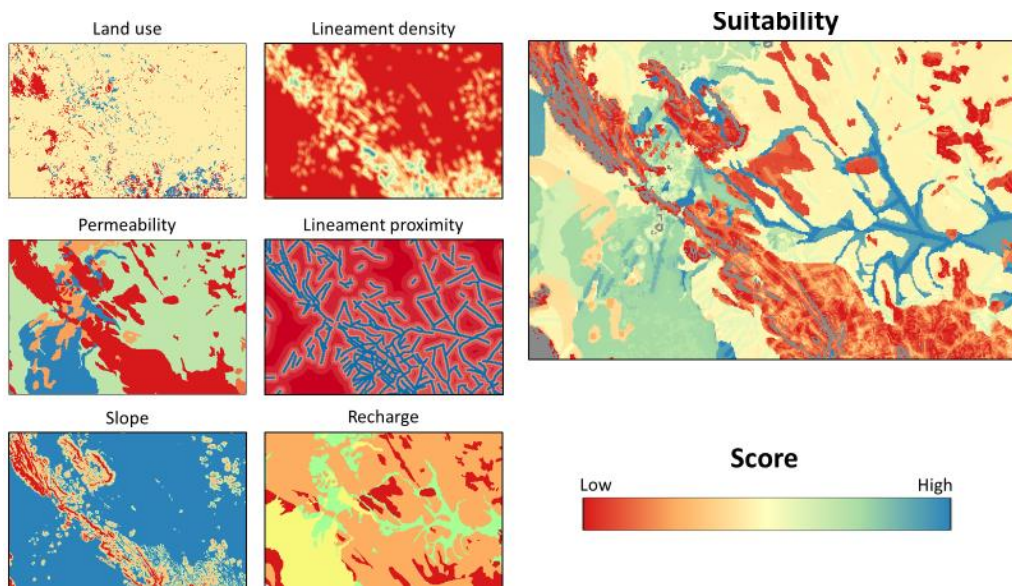 Land use
Lineament density
Suitability
Permeability
Lineament proximity
Slope
Recharge
Score
Low
High